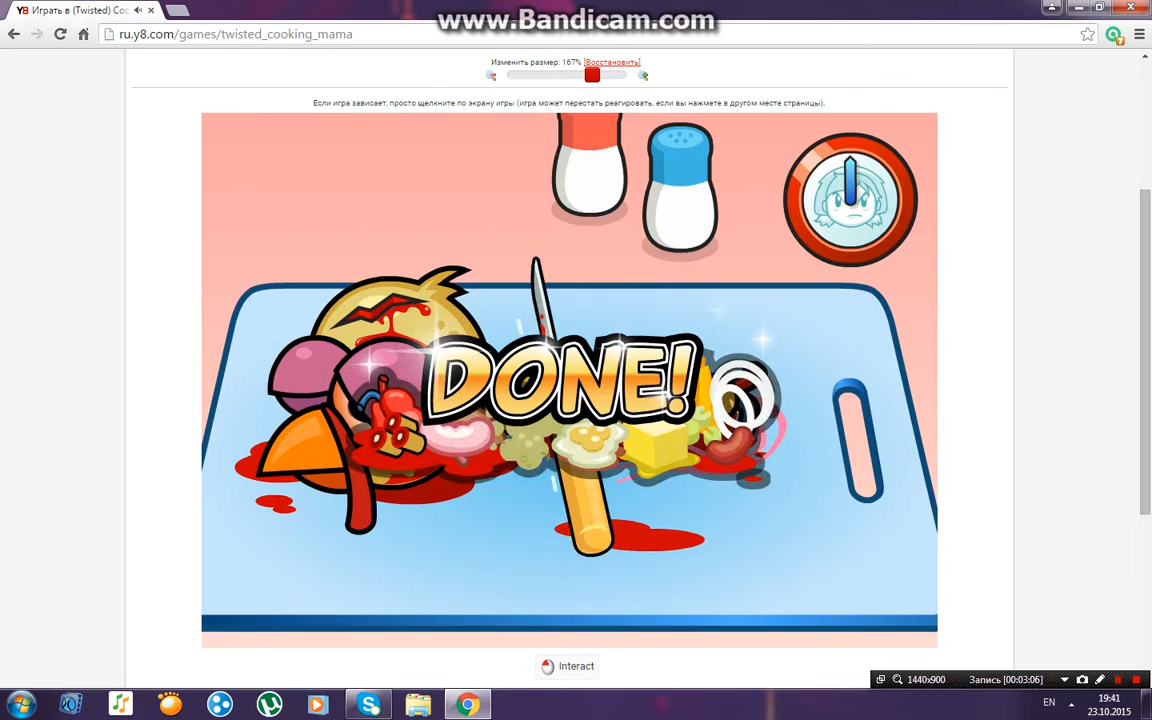 www.Bandicam.com
Играть в (Twisted) Coo
ru.y8.com/games/twisted_cooking_mama
Изменить размер: 167% [Восстановить]
Если игра зависает, просто щелкните по экрану игры (игра может перестать реагировать, если вы нажмете в другом месте страницы).
DONE!
Interact
1440x900 Запись [00:03:06]
EN
19:41
23.10.2015